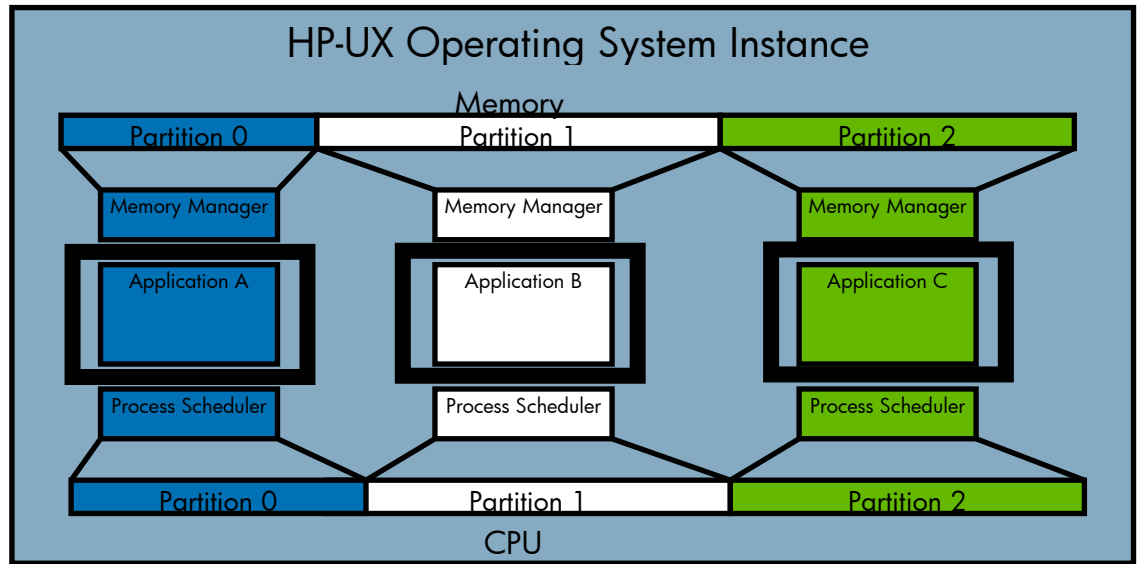 HP-UX Operating System Instance
Memory
Partition 0
Partition 1
Partition 2
Memory Manager
Memory Manager
Memory Manager
Application A
Application B
Application C
Process Scheduler
Process Scheduler
Process Scheduler
Partition 0
Partition 1
Partition 2
CPU